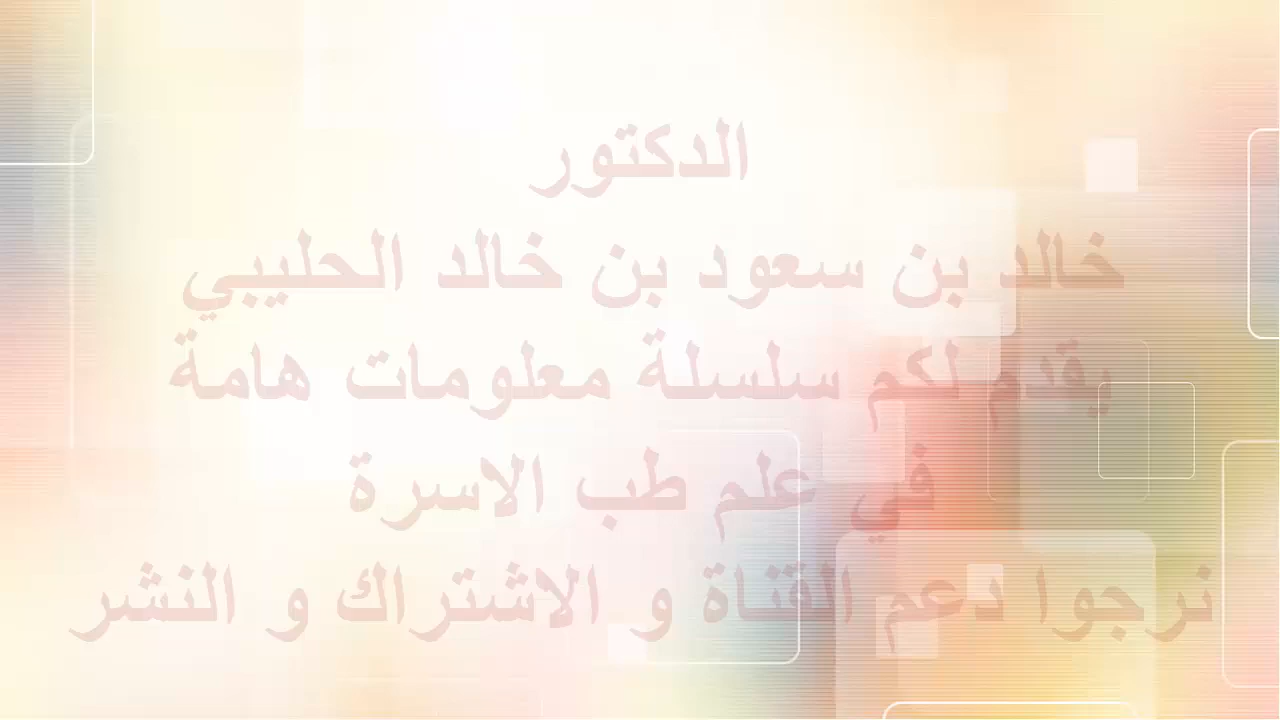 الدكتور
خالد بن سعود بن خالد الحليبي
يقدم لكم سلسلة معلومات هامة
في علم طب الاسرة
نرجوا دعم القناة و الاشتراك و النشر